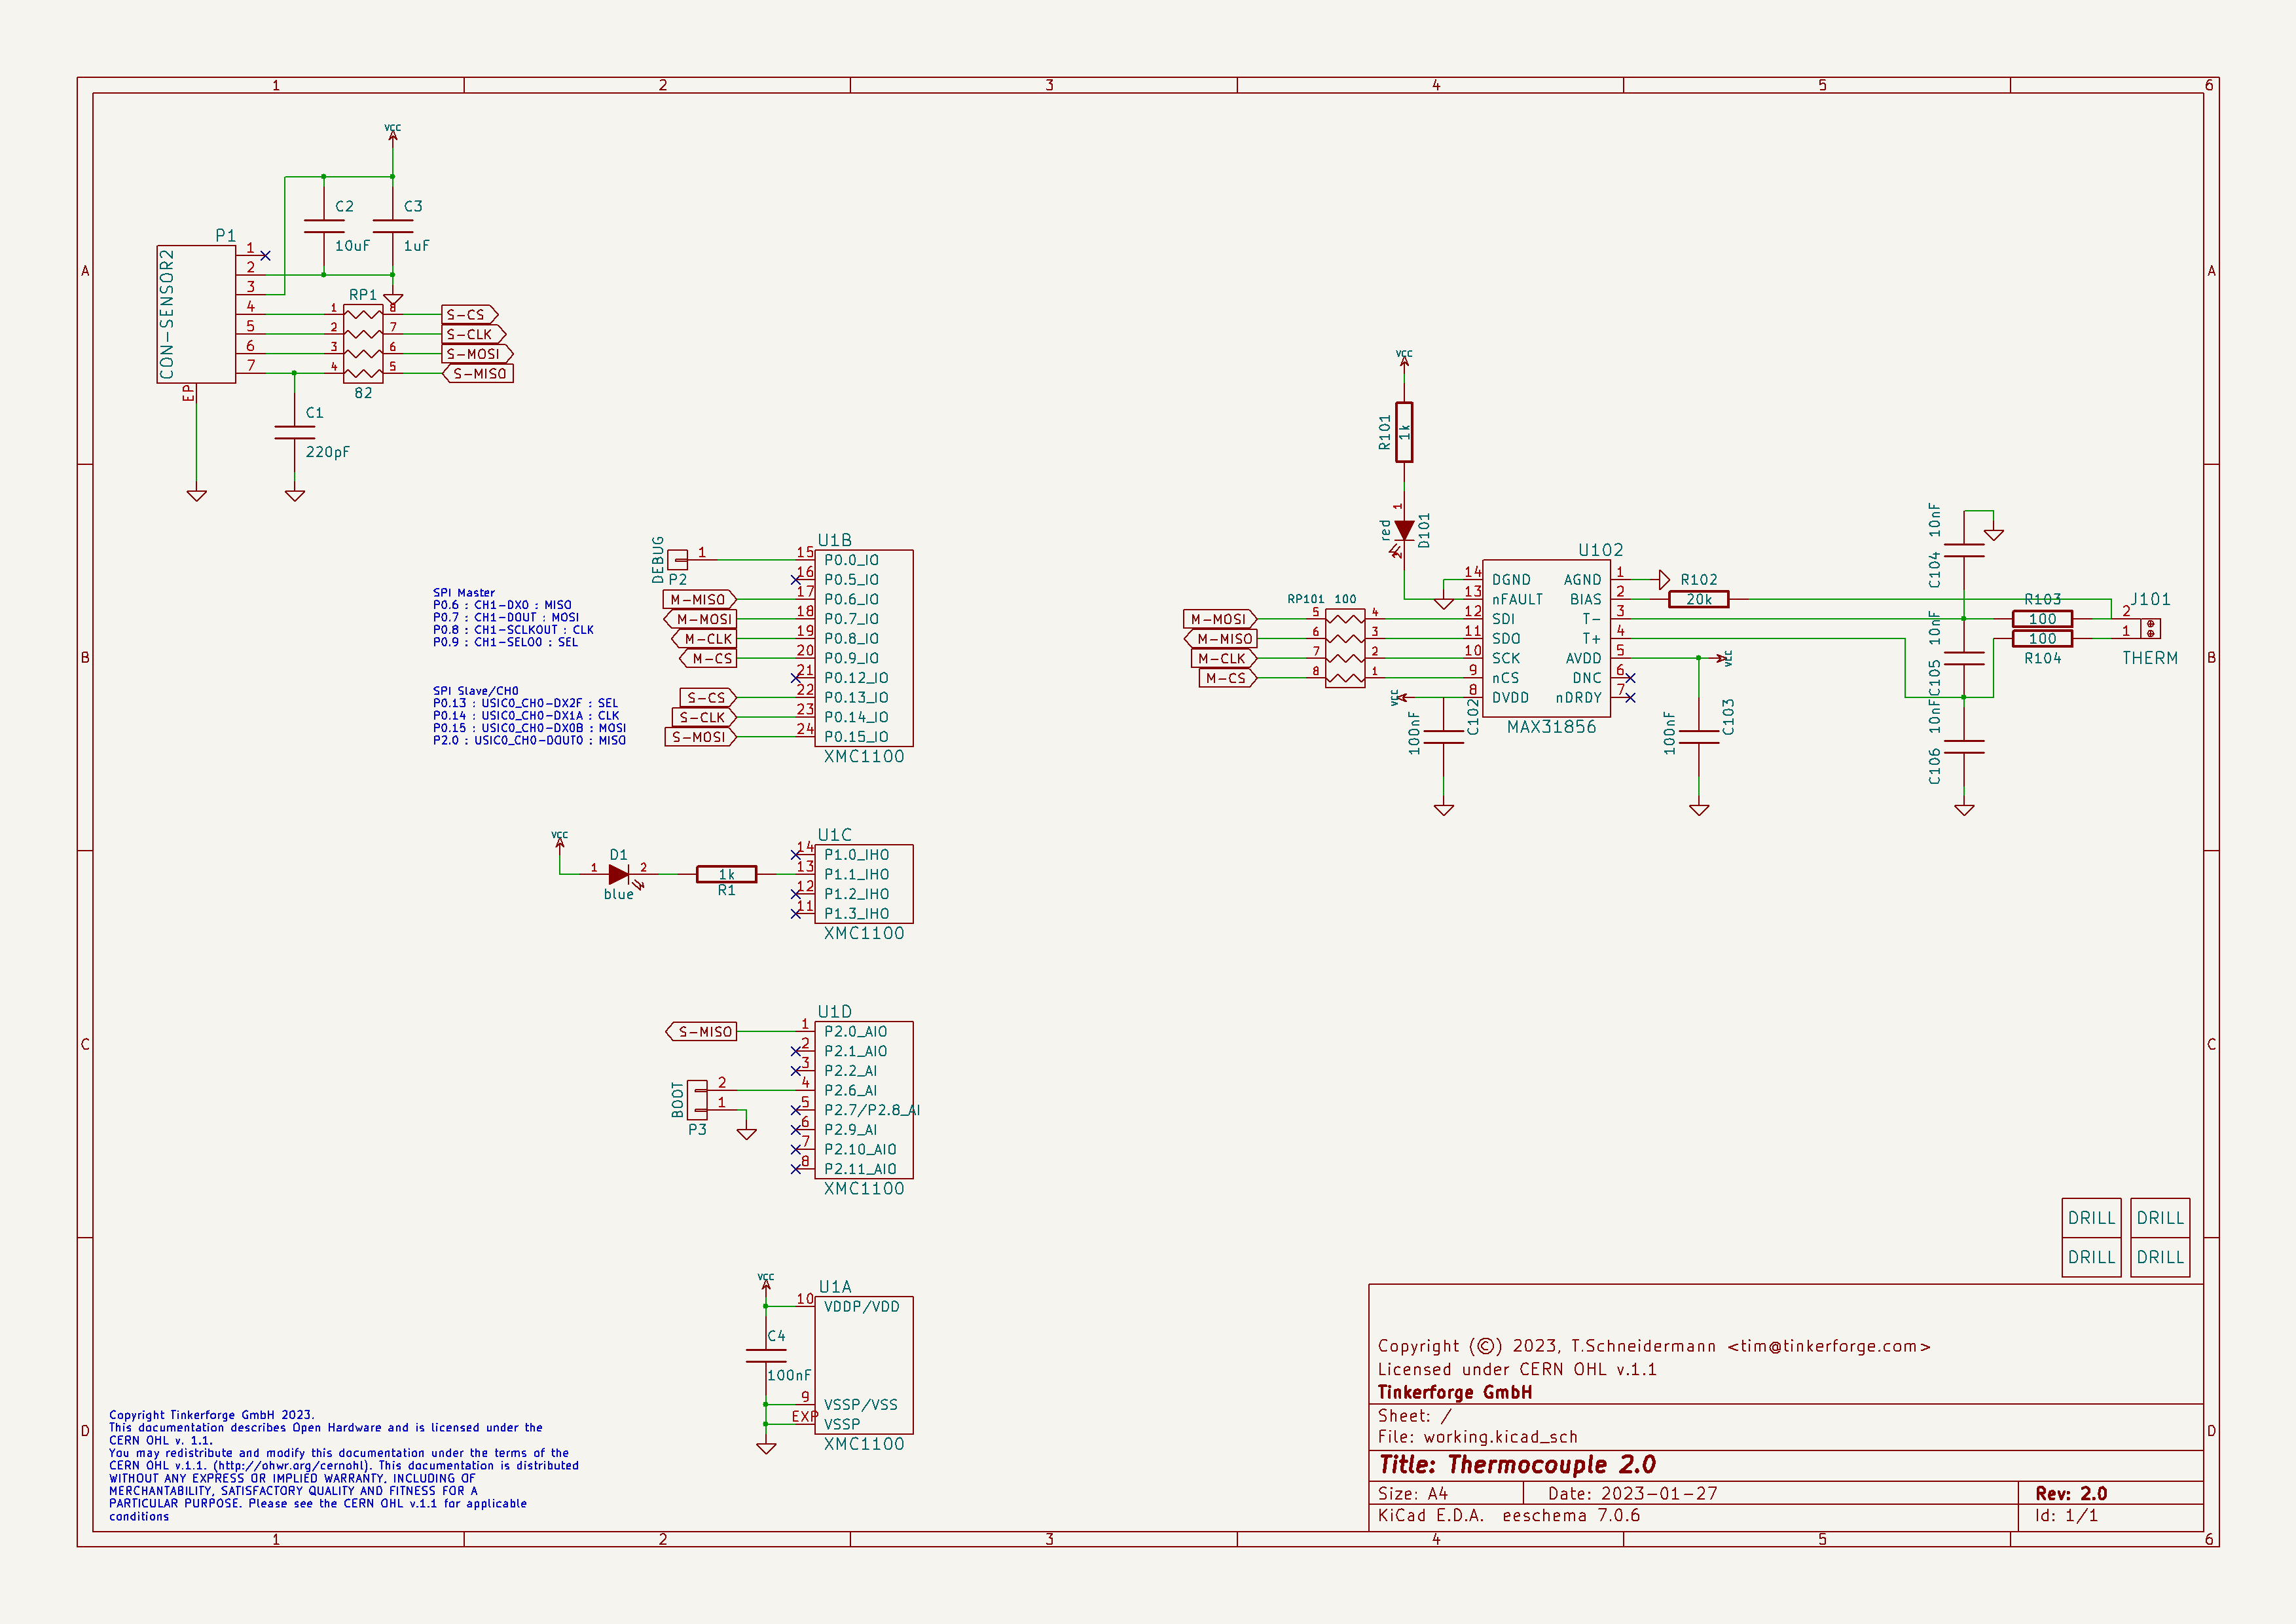 1 2 3 4 5 6
A
B
C
D
A
B
C
D
1 2 3 4 5 6
VCC
C2
10uF
C3
1uF
P1
CON-SENSOR2
1
2
3
4
5
6
7
EP
RP1
1 8
2 7
3 6
4 5
82
S-CS
S-CLK
S-MOSI
S-MISO
C1
220pF
SPI Master
P0.6 : CH1-DX0 : MISO
P0.7 : CH1-DOUT : MOSI
P0.8 : CH1-SCLKOUT : CLK
P0.9 : CH1-SELO0 : SEL
SPI Slave/CH0
P0.13 : USIC0_CH0-DX2F : SEL
P0.14 : USIC0_CH0-DX1A : CLK
P0.15 : USIC0_CH0-DX0B : MOSI
P2.0 : USIC0_CH0-DOUT0 : MISO
DEBUG
P2
1
U1B
15 P0.0_IO
16 P0.5_IO
M-MISO 17 P0.6_IO
M-MOSI 18 P0.7_IO
M-CLK 19 P0.8_IO
M-CS 20 P0.9_IO
21 P0.12_IO
S-CS 22 P0.13_IO
S-CLK 23 P0.14_IO
S-MOSI 24 P0.15_IO
XMC1100
VCC
D1
1 2
blue
1k
R1
U1C
14 P1.0_IHO
13 P1.1_IHO
12 P1.2_IHO
11 P1.3_IHO
XMC1100
U1D
S-MISO 1 P2.0_AIO
2 P2.1_AIO
3 P2.2_AI
4 P2.6_AI
5 P2.7/P2.8_AI
6 P2.9_AI
7 P2.10_AIO
8 P2.11_AIO
XMC1100
BOOT
P3
2
1
VCC
U1A
10 VDDP/VDD
C4
100nF
9 VSSP/VSS
EXP VSSP
XMC1100
VCC
R101
1k
1
red
D101
2
RP101 100
M-MOSI 5 4
M-MISO 6 3
M-CLK 7 2
M-CS 8 1
U102
14 DGND AGND 1
13 nFAULT BIAS 2
12 SDI T- 3
11 SDO T+ 4
10 SCK AVDD 5
9 nCS DNC 6
8 DVDD nDRDY 7
MAX31856
VCC
100nF
C102
R102
20k
VCC
100nF
C103
10nF
C104
10nF
C105
10nF
C106
R103
100
100
R104
J101
2
1
THERM
DRILL DRILL
DRILL DRILL
Copyright (©) 2023, T.Schneidermann <tim@tinkerforge.com>
Licensed under CERN OHL v.1.1
Tinkerforge GmbH
Sheet: /
File: working.kicad_sch
Title: Thermocouple 2.0
Size: A4 Date: 2023-01-27 Rev: 2.0
KiCad E.D.A. eeschema 7.0.6 Id: 1/1
Copyright Tinkerforge GmbH 2023.
This documentation describes Open Hardware and is licensed under the
CERN OHL v. 1.1.
You may redistribute and modify this documentation under the terms of the
CERN OHL v.1.1. (http://ohwr.org/cernohl). This documentation is distributed
WITHOUT ANY EXPRESS OR IMPLIED WARRANTY, INCLUDING OF
MERCHANTABILITY, SATISFACTORY QUALITY AND FITNESS FOR A
PARTICULAR PURPOSE. Please see the CERN OHL v.1.1 for applicable
conditions